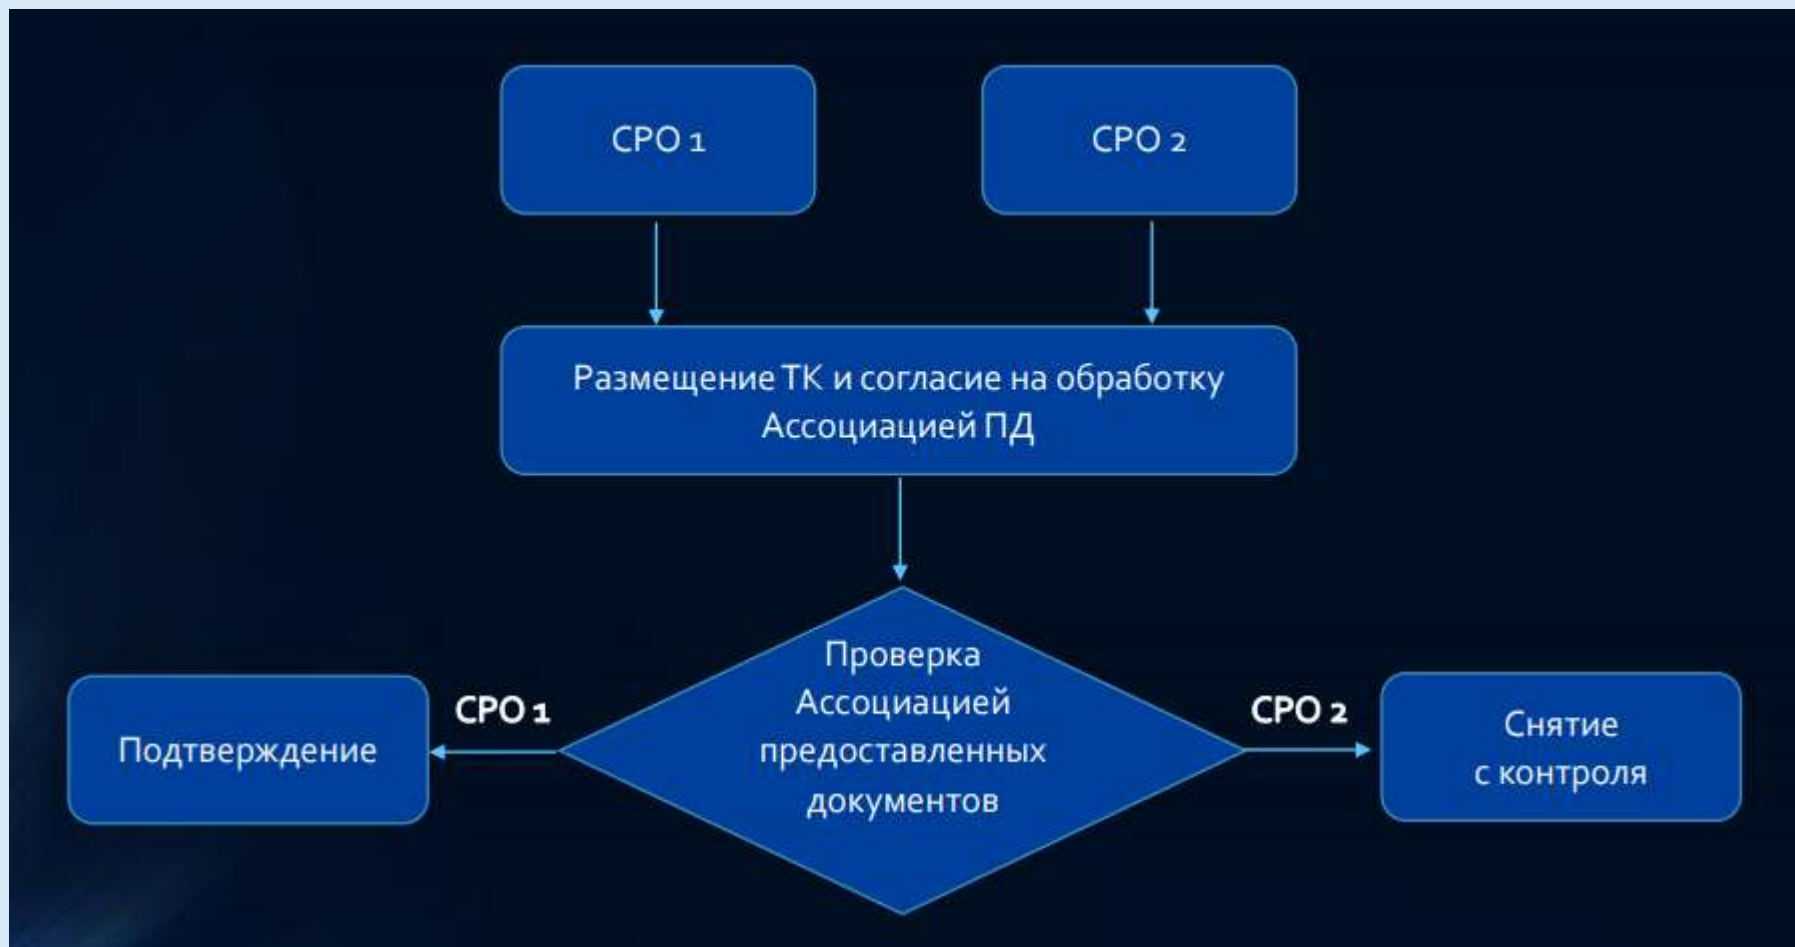 СРО 1
СРО 2
Размещение ТК и согласие на обработку
Ассоциацией ПД
Проверка
Ассоциацией
предоставленных
документов
СРО 1
Подтверждение
СРО 2
Снятие
с контроля